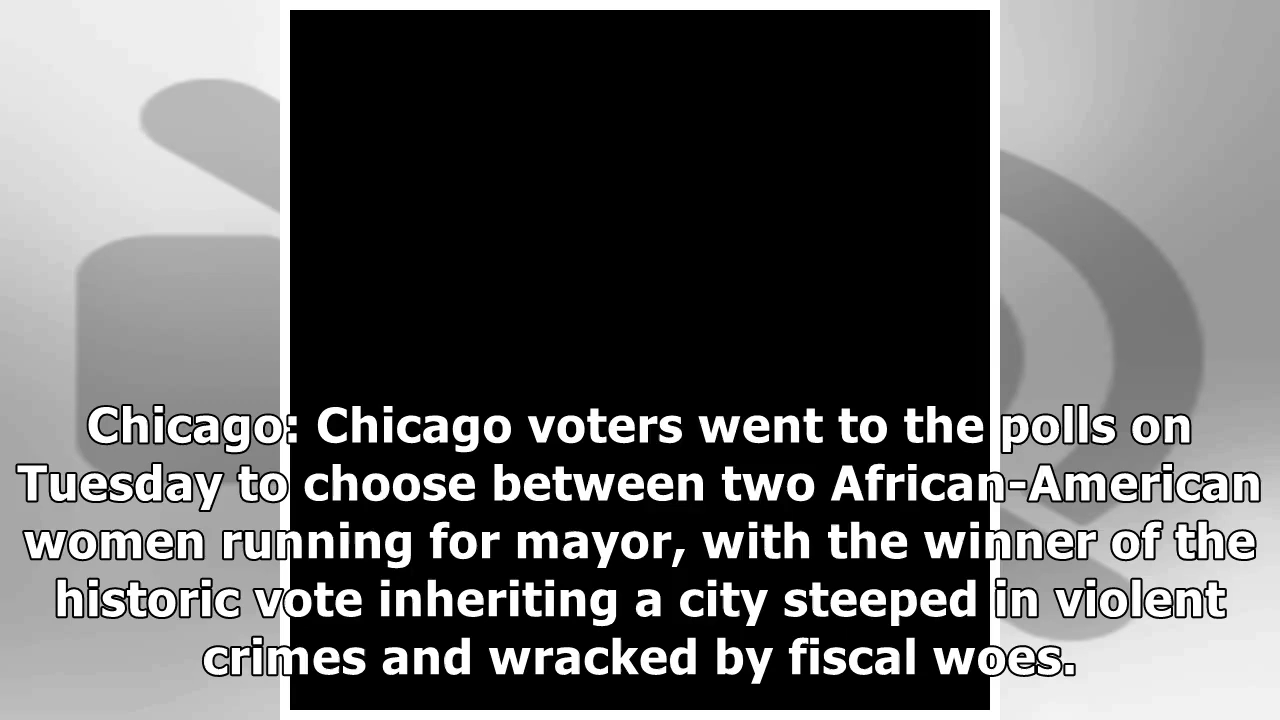 Chicago: Chicago voters went to the polls on
Tuesday to choose between two African-American
women running for mayor, with the winner of the
historic vote inheriting a city steeped in violent
crimes and wracked by fiscal woes.